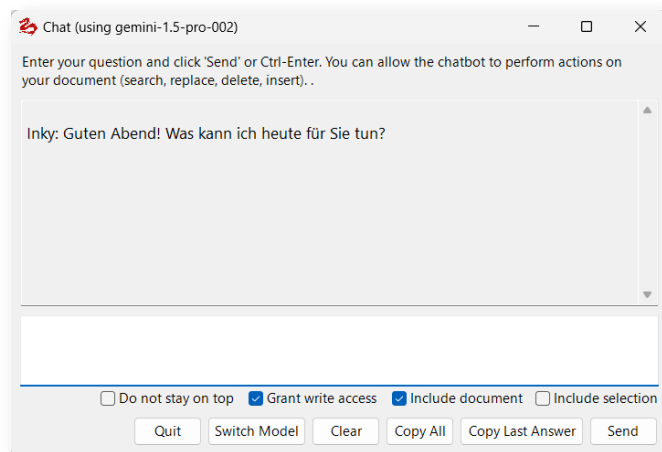 Chat (using gemini-1.5-pro-002)
Enter your question and click 'Send' or Ctrl-Enter. You can allow the chatbot to perform actions on
your document (search, replace, delete, insert). .
Inky: Guten Abend! Was kann ich heute für Sie tun?
Do not stay on top Grant write access Include document Include selection
Quit Switch Model Clear Copy All Copy Last Answer Send